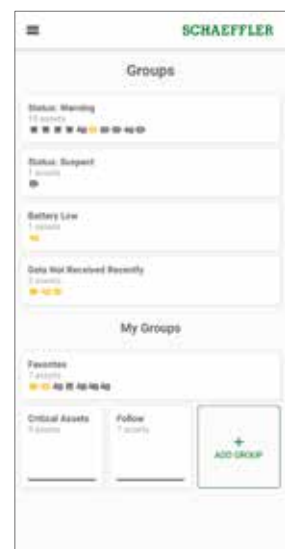 SCHAEFFLER
Groups
Status: Warning
assets
Status: Suspect
1 assets
Battery Low
1 assets
Data Not Received Recently
3 assets
My Groups
Favorites
7 assets
Critical Assets
assets
Follow
7 assets
+
ADD GROUP